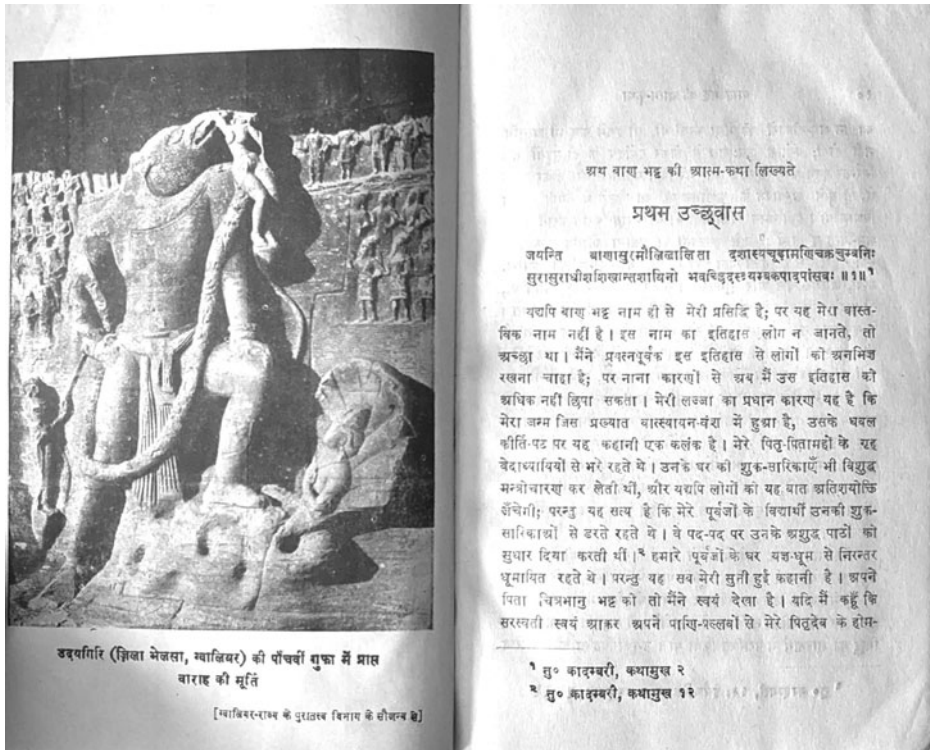 उदयगिरि (ज़िला भेलसा, ग्वालियर) की पाँचवीं गुफा में प्राप्त
वाराह की मूर्ति
[ग्वालियर-राज्य के पुरातत्त्व विभाग के सौजन्य से]
अथ बाण भट्ट की आत्म-कथा लिख्यते
प्रथम उच्छ्वास
जयन्ति बाणासुरमौलिलालिता दशास्यचूडामणिचक्रचुम्बिनः
सुरासुराधीशशिखान्तशायिनो भवच्छिदस्त्र्यम्बकपादपांसवः ॥१॥¹
यद्यपि बाण भट्ट नाम ही से मेरी प्रसिद्धि है; पर यह मेरा वास्त-
विक नाम नहीं है। इस नाम का इतिहास लोग न जानते, तो
अच्छा था। मैंने प्रयत्नपूर्वक इस इतिहास से लोगों को अनभिज्ञ
रखना चाहा है; पर नाना कारणों से अब मैं उस इतिहास को
अधिक नहीं छिपा सकता। मेरी लज्जा का प्रधान कारण यह है कि
मेरा जन्म जिस प्रख्यात वात्स्यायन-वंश में हुआ है, उसके धवल
कीर्ति-पट पर यह कहानी एक कलंक है। मेरे पितृ-पितामहों के गृह
वेदाध्यायियों से भरे रहते थे। उनके घर की शुक-सारिकाएँ भी विशुद्ध
मन्त्रोचारण कर लेती थीं, और यद्यपि लोगों को यह बात अतिशयोक्ति
जँचेगी; परन्तु यह सत्य है कि मेरे पूर्वजों के विद्यार्थी उनकी शुक-
सारिकाओं से डरते रहते थे। वे पद-पद पर उनके अशुद्ध पाठों को
सुधार दिया करती थीं।² हमारे पूर्वजों के घर यज्ञ-धूम से निरन्तर
धूमायित रहते थे। परन्तु यह सब मेरी सुनी हुई कहानी है। अपने
पिता चित्रभानु भट्ट को तो मैंने स्वयं देखा है। यदि मैं कहूँ कि
सरस्वती स्वयं आकर अपने पाणि-पल्लवों से मेरे पितृदेव के होम-
¹ तु० कादम्बरी, कथामुख २
² तु० कादम्बरी, कथामुख १२